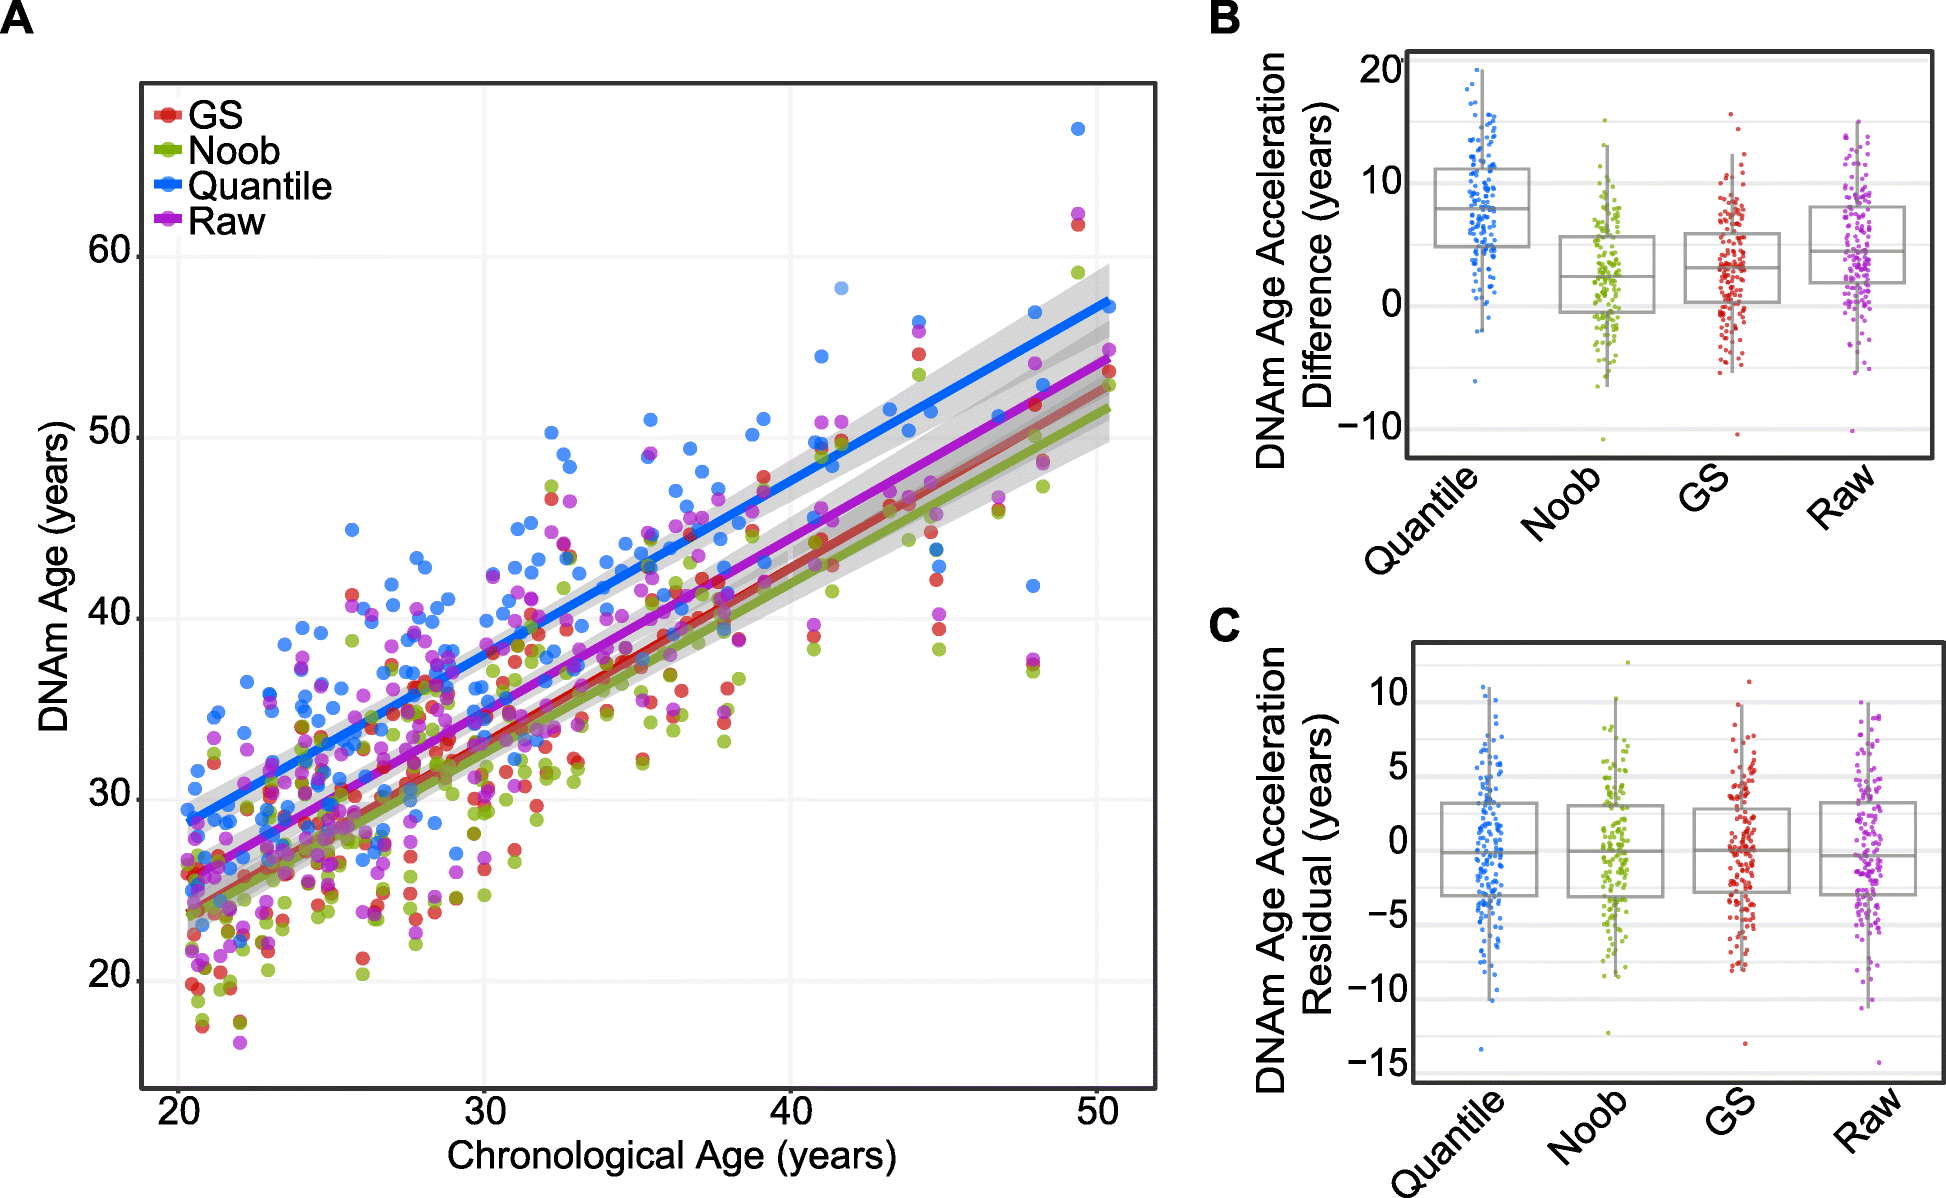 A
GS
Noob
Quantile
Raw
60
50
40
30
20
20 30 40 50
DNAm Age (years)
Chronological Age (years)
B
DNAm Age Acceleration
Difference (years)
20
10
0
−10
Quantile Noob GS Raw
C
DNAm Age Acceleration
Residual (years)
10
5
0
−5
−10
−15
Quantile Noob GS Raw